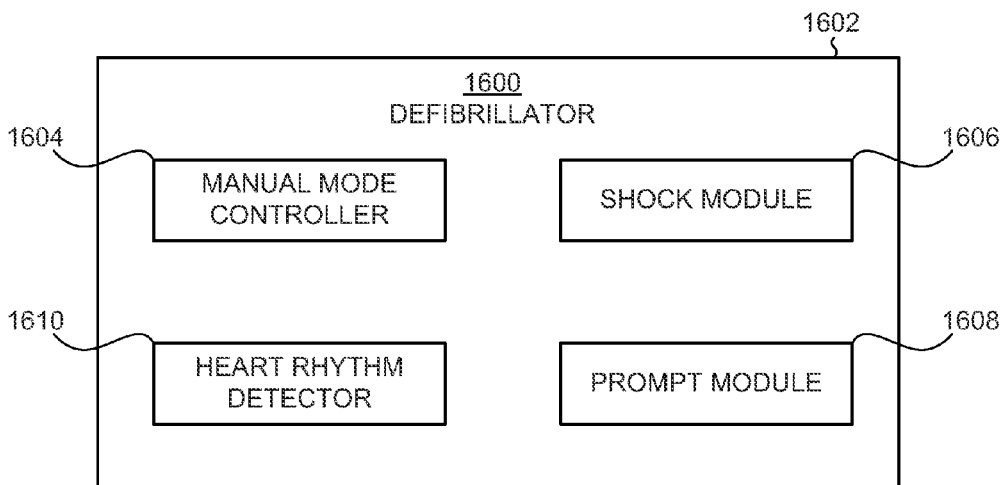 1602
1600
DEFIBRILLATOR
1604
1606
MANUAL MODE
CONTROLLER
SHOCK MODULE
1610
1608
HEART RHYTHM
DETECTOR
PROMPT MODULE